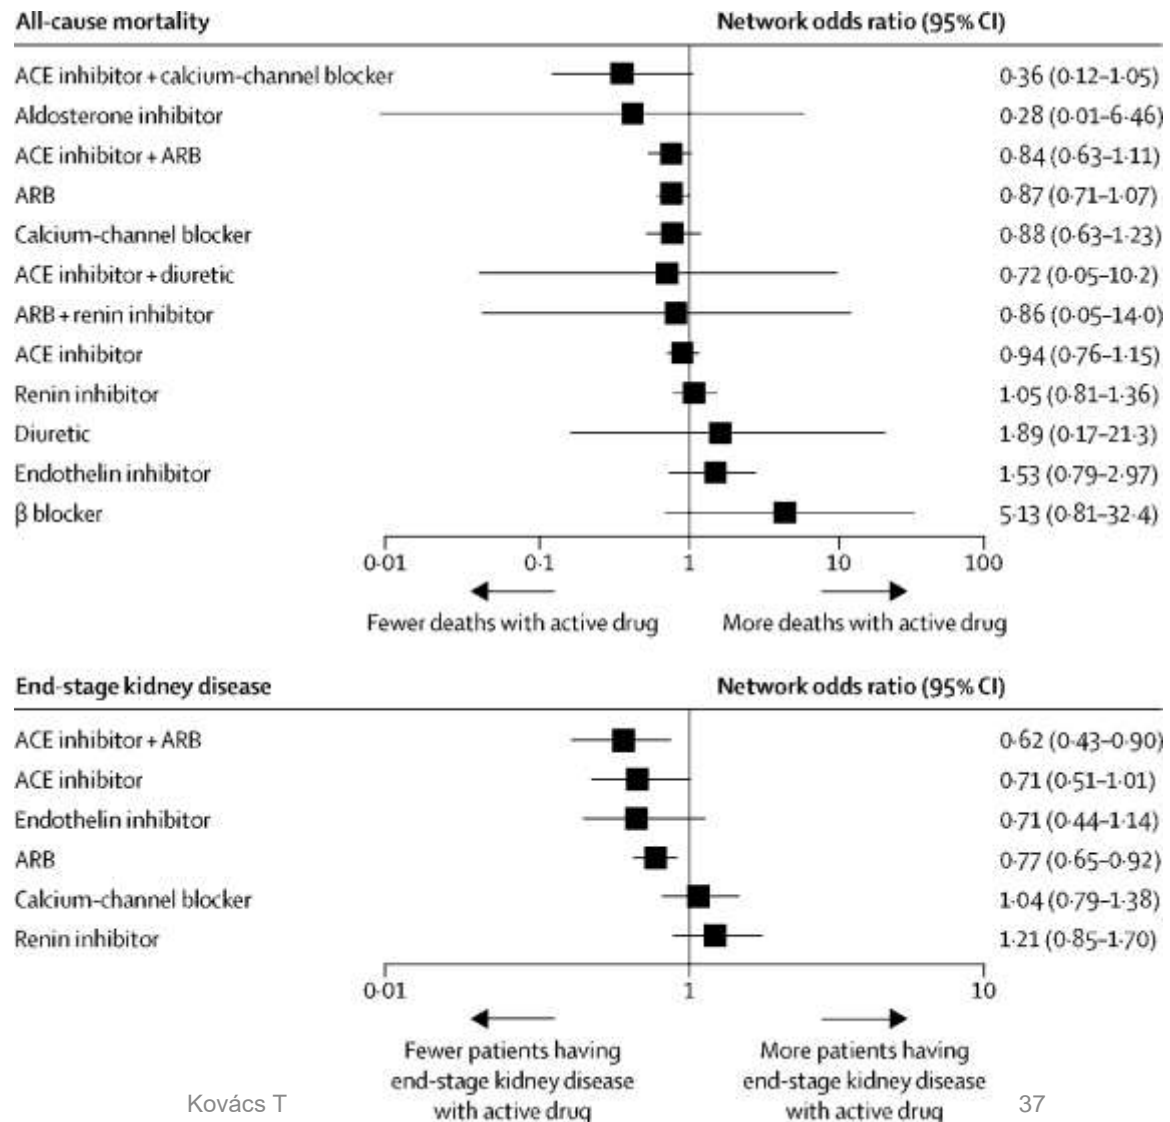 All-cause mortality Network odds ratio (95% CI)
ACE inhibitor + calcium-channel blocker 0·36 (0·12–1·05)
Aldosterone inhibitor 0·28 (0·01–6·46)
ACE inhibitor + ARB 0·84 (0·63–1·11)
ARB 0·87 (0·71–1·07)
Calcium-channel blocker 0·88 (0·63–1·23)
ACE inhibitor + diuretic 0·72 (0·05–10·2)
ARB + renin inhibitor 0·86 (0·05–14·0)
ACE inhibitor 0·94 (0·76–1·15)
Renin inhibitor 1·05 (0·81–1·36)
Diuretic 1·89 (0·17–21·3)
Endothelin inhibitor 1·53 (0·79–2·97)
β blocker 5·13 (0·81–32·4)
0·01 0·1 1 10 100
Fewer deaths with active drug More deaths with active drug
End-stage kidney disease Network odds ratio (95% CI)
ACE inhibitor + ARB 0·62 (0·43–0·90)
ACE inhibitor 0·71 (0·51–1·01)
Endothelin inhibitor 0·71 (0·44–1·14)
ARB 0·77 (0·65–0·92)
Calcium-channel blocker 1·04 (0·79–1·38)
Renin inhibitor 1·21 (0·85–1·70)
0·01 1 10
Fewer patients having More patients having
end-stage kidney disease end-stage kidney disease
with active drug with active drug
Kovács T 37